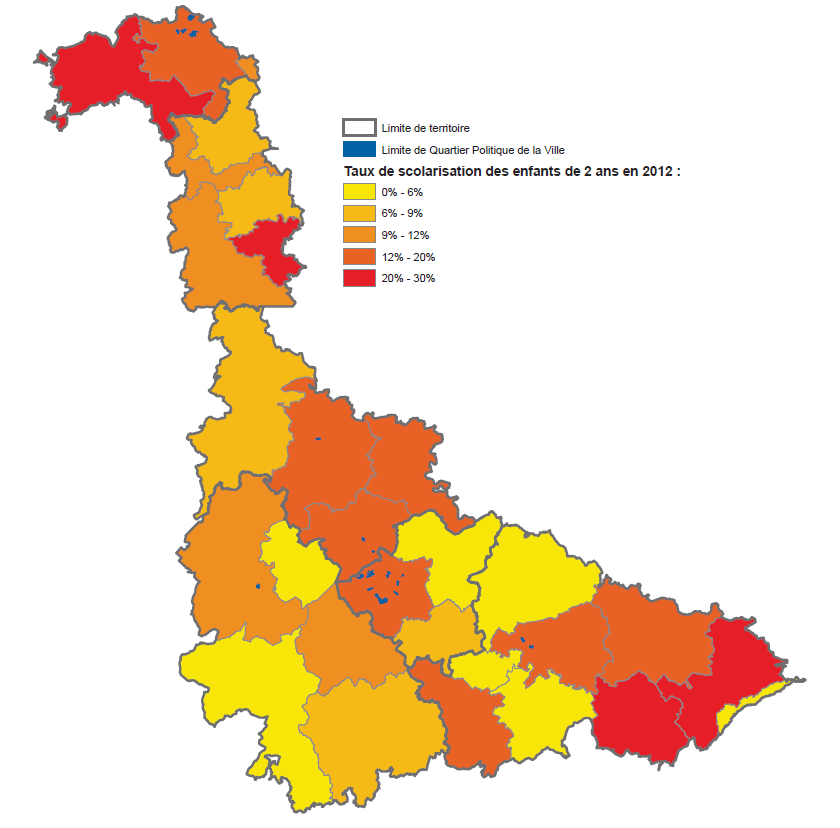 Limite de territoire
Limite de Quartier Politique de la Ville
Taux de scolarisation des enfants de 2 ans en 2012 :
0% - 6%
6% - 9%
9% - 12%
12% - 20%
20% - 30%